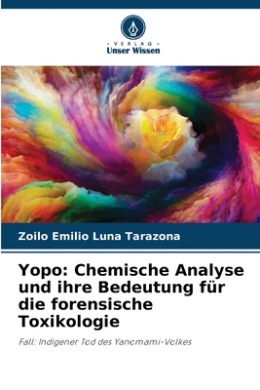 VERLAG
Unser Wissen
Zoilo Emilio Luna Tarazona
Yopo: Chemische Analyse
und ihre Bedeutung für
die forensische
Toxikologie
Fall: Indigener Tod des Yanomami-Volkes